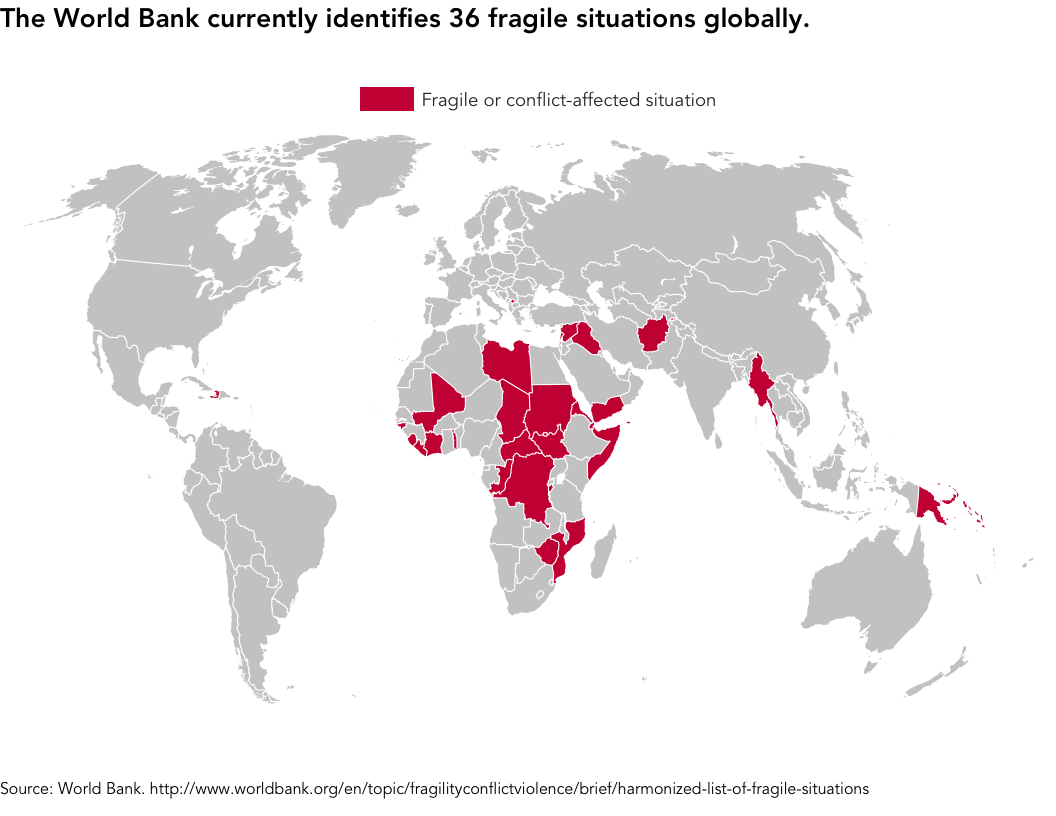 The World Bank currently identifies 36 fragile situations globally.
Fragile or conflict-affected situation
Source: World Bank. http://www.worldbank.org/en/topic/fragilityconflictviolence/brief/harmonized-list-of-fragile-situations